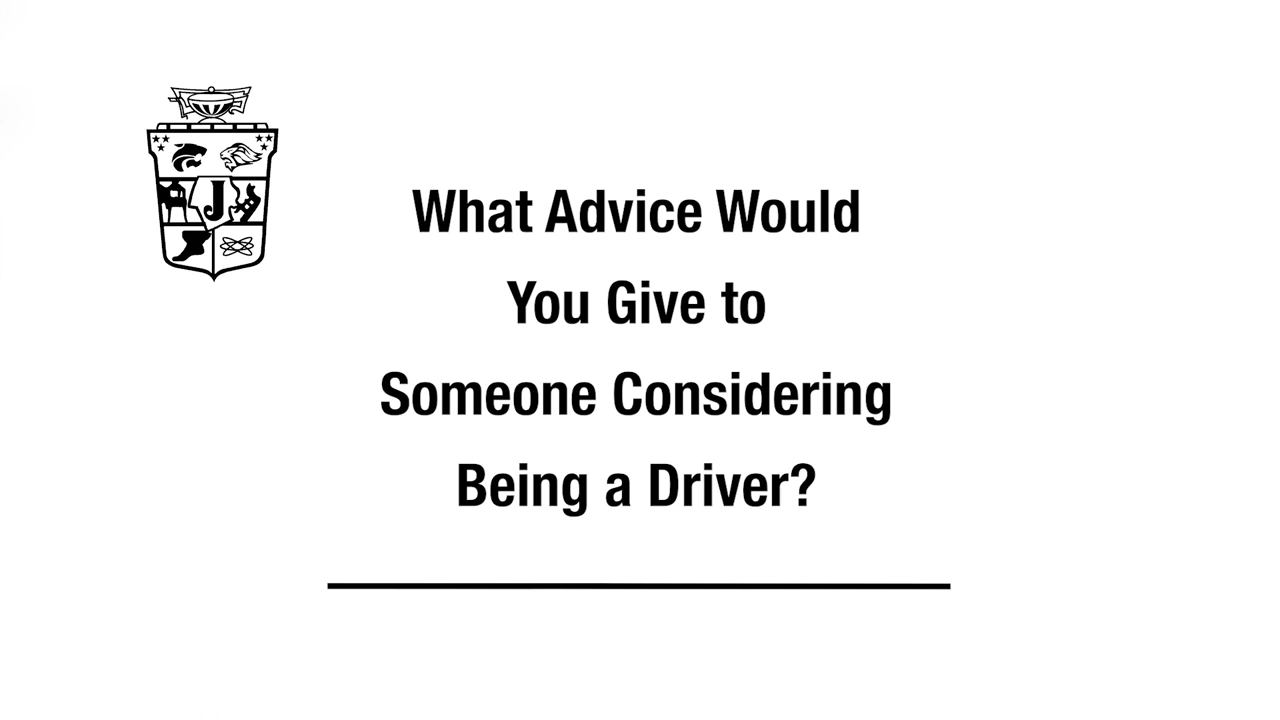 J
What Advice Would
You Give to
Someone Considering
Being a Driver?